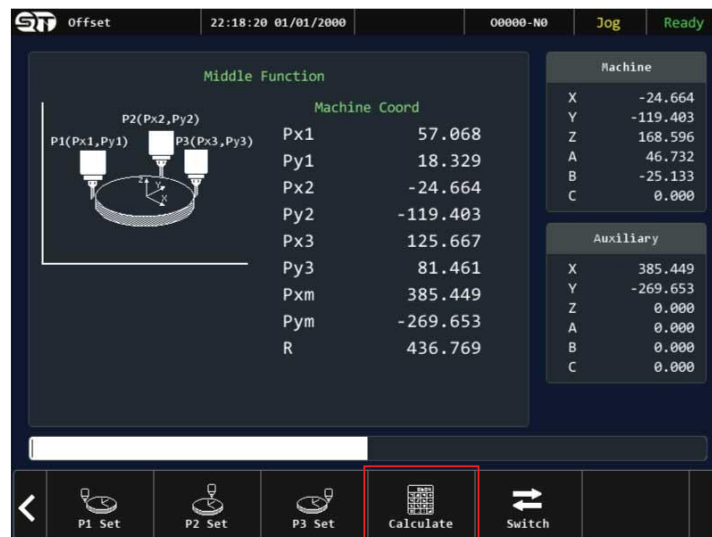 SNT Offset 22:18:20 01/01/2000 O0000-N0 Jog Ready
Middle Function
Machine Coord
P2(Px2,Py2)
P1(Px1,Py1) P3(Px3,Py3)
Z Y X
Px1 57.068
Py1 18.329
Px2 -24.664
Py2 -119.403
Px3 125.667
Py3 81.461
Pxm 385.449
Pym -269.653
R 436.769
Machine
X -24.664
Y -119.403
Z 168.596
A 46.732
B -25.133
C 0.000
Auxiliary
X 385.449
Y -269.653
Z 0.000
A 0.000
B 0.000
C 0.000
P1 Set P2 Set P3 Set Calculate Switch